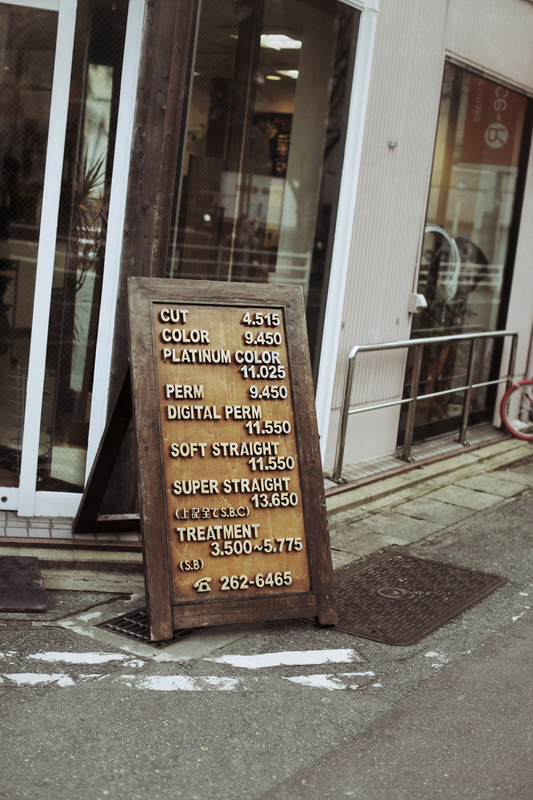 CUT 4.515
COLOR 9.450
PLATINUM COLOR
11.025
PERM 9.450
DIGITAL PERM
11.550
SOFT STRAIGHT
11.550
SUPER STRAIGHT
13.650
(上記全てS.B.C)
TREATMENT
3.500~5.775
(S.B)
☎ 262-6465